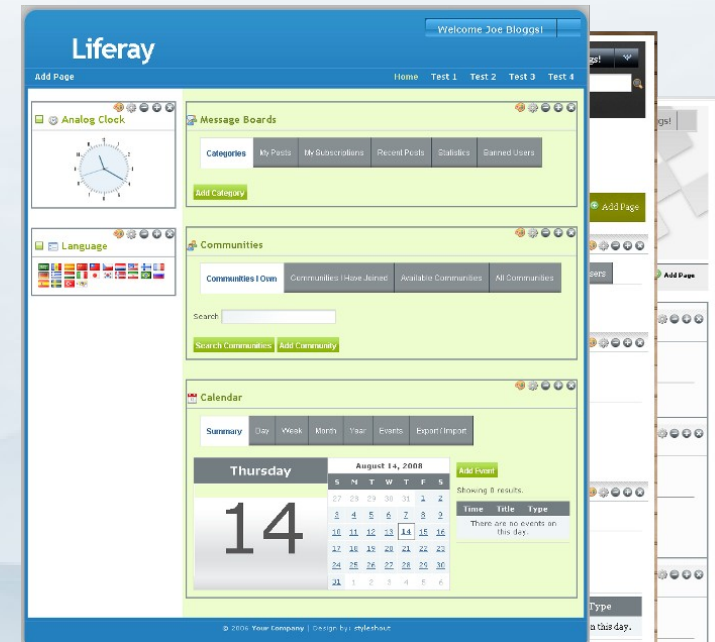 Welcome Joe Bloggs!
Liferay
Add Page
Home Test 1 Test 2 Test 3 Test 4
Analog Clock
Message Boards
Categories My Posts My Subscriptions Recent Posts Statistics Banned Users
Add Category
Language
Communities
Communities I Own Communities I Have Joined Available Communities All Communities
Search
Search Communities Add Community
Calendar
Summary Day Week Month Year Events Export / Import
Thursday
14
August 14, 2008
S M T W T F S
27 28 29 30 31 1 2
3 4 5 6 7 8 9
10 11 12 13 14 15 16
17 18 19 20 21 22 23
24 25 26 27 28 29 30
31 1 2 3 4 5 6
Add Event
Showing 0 results.
Time Title Type
There are no events on
this day.
© 2006 Your Company | Design by: styleshout
gs!
Add Page
sers
Type
n this day.
gs!
Add Page